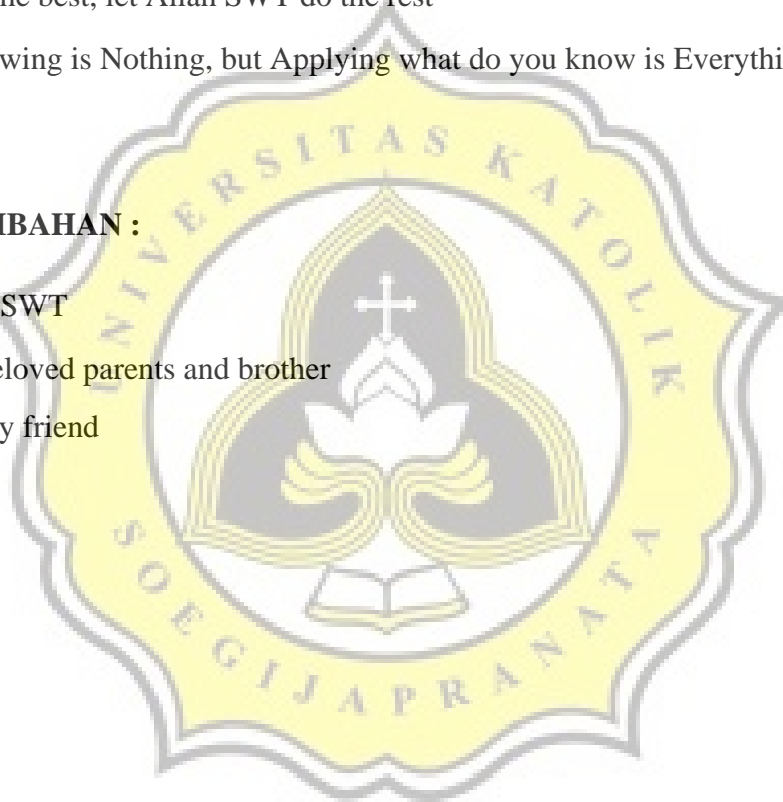 he best, let Allah SWT do the rest
wing is Nothing, but Applying what do you know is Everythi
IBAHAN :
SWT
eloved parents and brother
y friend
UNIVERSITAS KATOLIK
SOEGIJAPRANATA